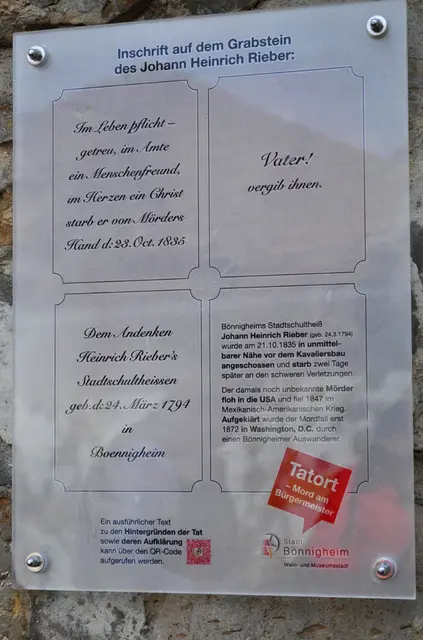 Inschrift auf dem Grabstein
des Johann Heinrich Rieber:
Im Leben pflicht –
getreu, im Amte
ein Menschenfreund,
im Herzen ein Christ
starb er von Mörders
Hand d: 23. Oct. 1835
Vater!
vergib ihnen.
Dem Andenken
Heinrich Rieber's
Stadtschultheissen
geb. d: 24. März 1794
in
Boennigheim
Bönnigheims Stadtschultheiß
Johann Heinrich Rieber (geb. 24.3.1794)
wurde am 21.10.1835 in unmittel-
barer Nähe vor dem Kavaliersbau
angeschossen und starb zwei Tage
später an den schweren Verletzungen.
Der damals noch unbekannte Mörder
floh in die USA und fiel 1847 im
Mexikanisch-Amerikanischen Krieg.
Aufgeklärt wurde der Mordfall erst
1872 in Washington, D.C. durch
einen Bönnigheimer Auswanderer.
Tatort
– Mord am
Bürgermeister
Ein ausführlicher Text
zu den Hintergründen der Tat
sowie deren Aufklärung
kann über den QR-Code
aufgerufen werden.
Stadt
Bönnigheim
Wein- und Museumsstadt